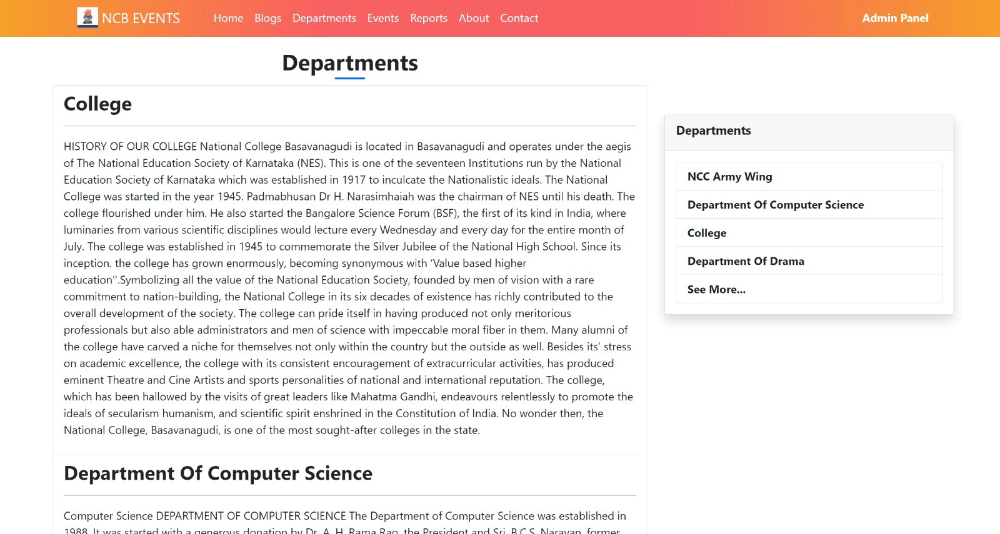 NCB EVENTS
Home Blogs Departments Events Reports About Contact
Admin Panel
Departments
College
HISTORY OF OUR COLLEGE National College Basavanagudi is located in Basavanagudi and operates under the aegis
of The National Education Society of Karnataka (NES). This is one of the seventeen Institutions run by the National
Education Society of Karnataka which was established in 1917 to inculcate the Nationalistic ideals. The National
College was started in the year 1945. Padmabhusan Dr H. Narasimhaiah was the chairman of NES until his death. The
college flourished under him. He also started the Bangalore Science Forum (BSF), the first of its kind in India, where
luminaries from various scientific disciplines would lecture every Wednesday and every day for the entire month of
July. The college was established in 1945 to commemorate the Silver Jubilee of the National High School. Since its
inception. the college has grown enormously, becoming synonymous with ‘Value based higher
education’‘.Symbolizing all the value of the National Education Society, founded by men of vision with a rare
commitment to nation-building, the National College in its six decades of existence has richly contributed to the
overall development of the society. The college can pride itself in having produced not only meritorious
professionals but also able administrators and men of science with impeccable moral fiber in them. Many alumni of
the college have carved a niche for themselves not only within the country but the outside as well. Besides its’ stress
on academic excellence, the college with its consistent encouragement of extracurricular activities, has produced
eminent Theatre and Cine Artists and sports personalities of national and international reputation. The college,
which has been hallowed by the visits of great leaders like Mahatma Gandhi, endeavours relentlessly to promote the
ideals of secularism humanism, and scientific spirit enshrined in the Constitution of India. No wonder then, the
National College, Basavanagudi, is one of the most sought-after colleges in the state.
Department Of Computer Science
Computer Science DEPARTMENT OF COMPUTER SCIENCE The Department of Computer Science was established in
1988. It was started with a generous donation by Dr. A. H. Rama Rao, the President and Sri. B.C.S. Narayan, former
Departments
NCC Army Wing
Department Of Computer Science
College
Department Of Drama
See More...